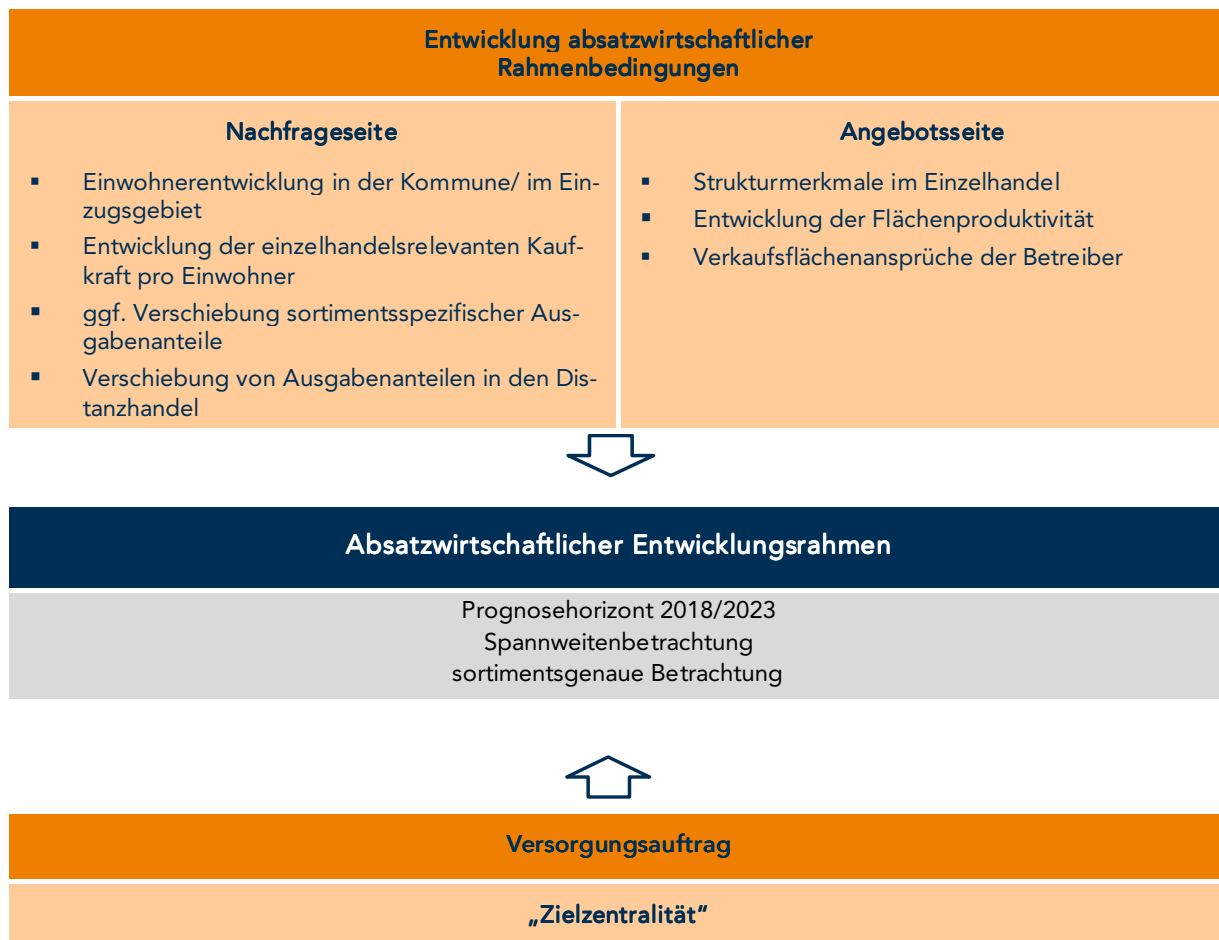 Entwicklung absatzwirtschaftlicher
Rahmenbedingungen
Nachfrageseite
▪ Einwohnerentwicklung in der Kommune/ im Ein-
zugsgebiet
▪ Entwicklung der einzelhandelsrelevanten Kauf-
kraft pro Einwohner
▪ ggf. Verschiebung sortimentsspezifischer Aus-
gabenanteile
▪ Verschiebung von Ausgabenanteilen in den Dis-
tanzhandel
Angebotsseite
▪ Strukturmerkmale im Einzelhandel
▪ Entwicklung der Flächenproduktivität
▪ Verkaufsflächenansprüche der Betreiber
Absatzwirtschaftlicher Entwicklungsrahmen
Prognosehorizont 2018/2023
Spannweitenbetrachtung
sortimentsgenaue Betrachtung
Versorgungsauftrag
„Zielzentralität“